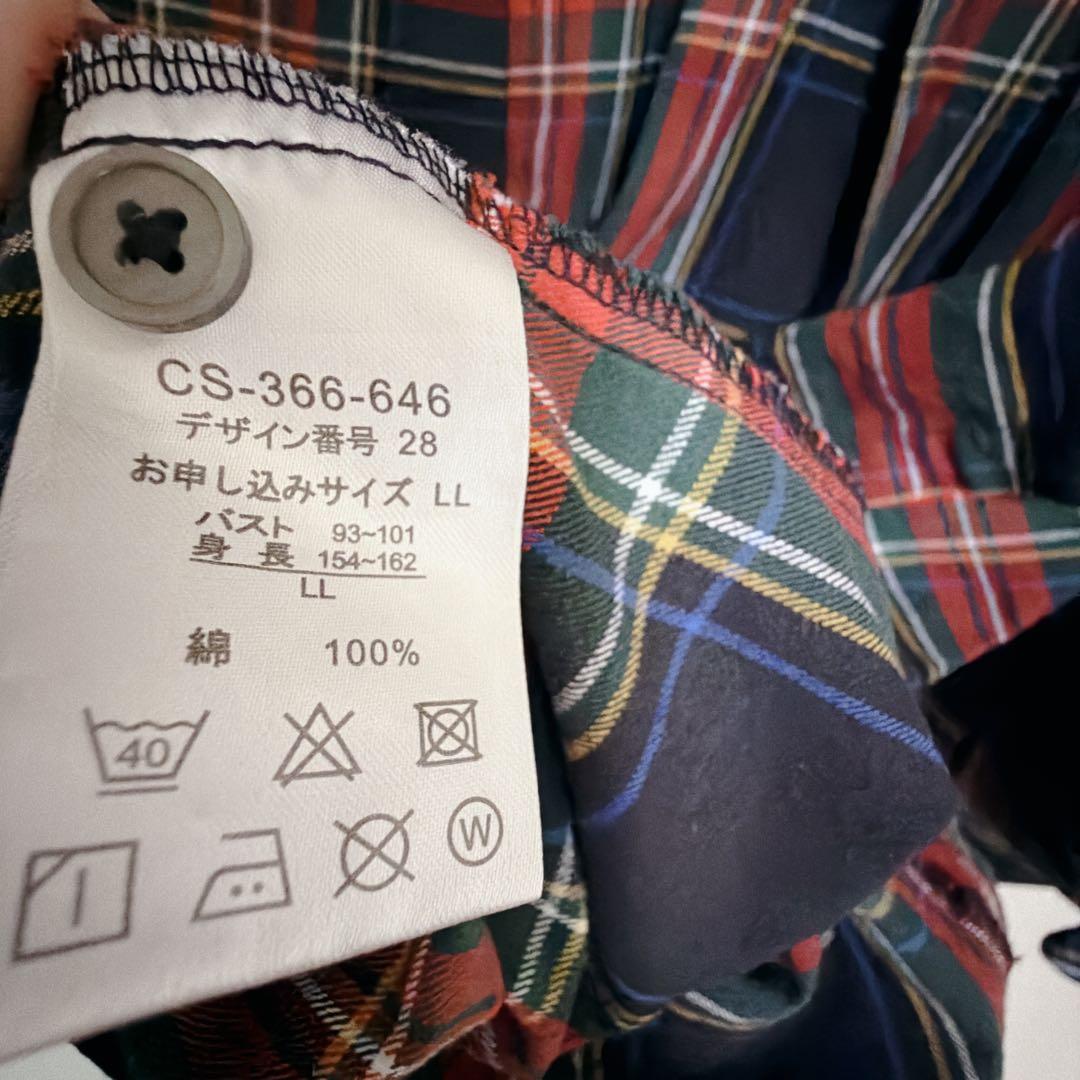 CS-366-646
デザイン番号 28
お申し込みサイズ LL
バスト 93~101
身 長 154~162
LL
綿 100%
40
W